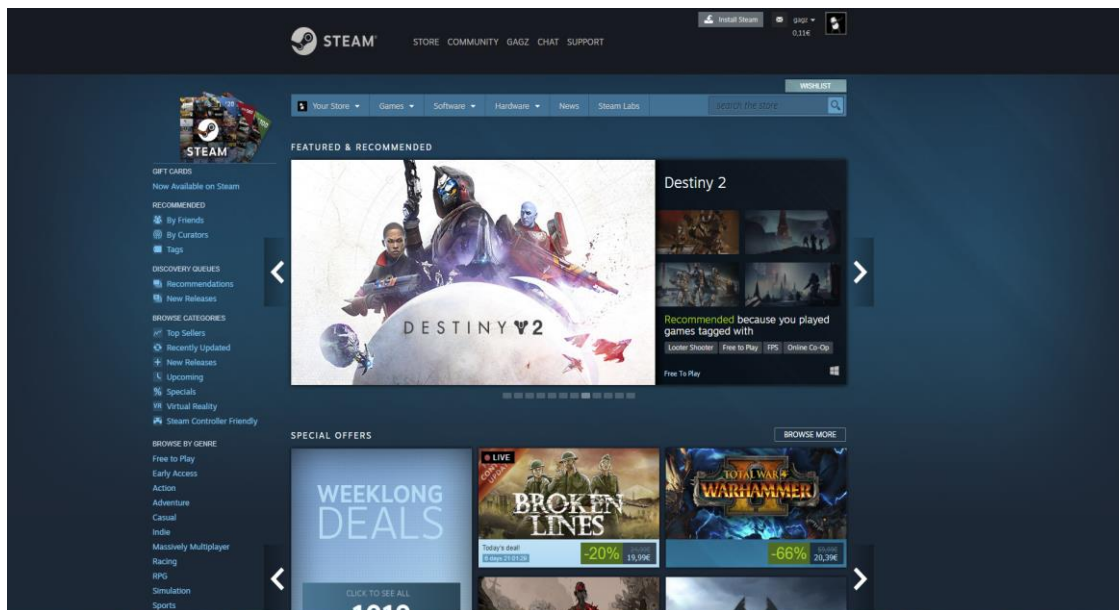 Install Steam
gagz
0,11€
STEAM
STORE COMMUNITY GAGZ CHAT SUPPORT
WISHLIST
Your Store Games Software Hardware News Steam Labs
search the store
STEAM
GIFT CARDS
Now Available on Steam
RECOMMENDED
By Friends
By Curators
Tags
DISCOVERY QUEUES
Recommendations
New Releases
BROWSE CATEGORIES
Top Sellers
Recently Updated
New Releases
Upcoming
% Specials
VR Virtual Reality
Steam Controller Friendly
BROWSE BY GENRE
Free to Play
Early Access
Action
Adventure
Casual
Indie
Massively Multiplayer
Racing
RPG
Simulation
Sports
FEATURED & RECOMMENDED
DESTINY 2
Destiny 2
Recommended because you played
games tagged with
Looter Shooter Free to Play FPS Online Co-Op
Free To Play
SPECIAL OFFERS
BROWSE MORE
WEEKLONG
DEALS
CLICK TO SEE ALL
LIVE
BROKEN
LINES
Today's deal!
-20%
19,99€
TOTAL WAR
WARHAMMER
II
-66%
20,39€